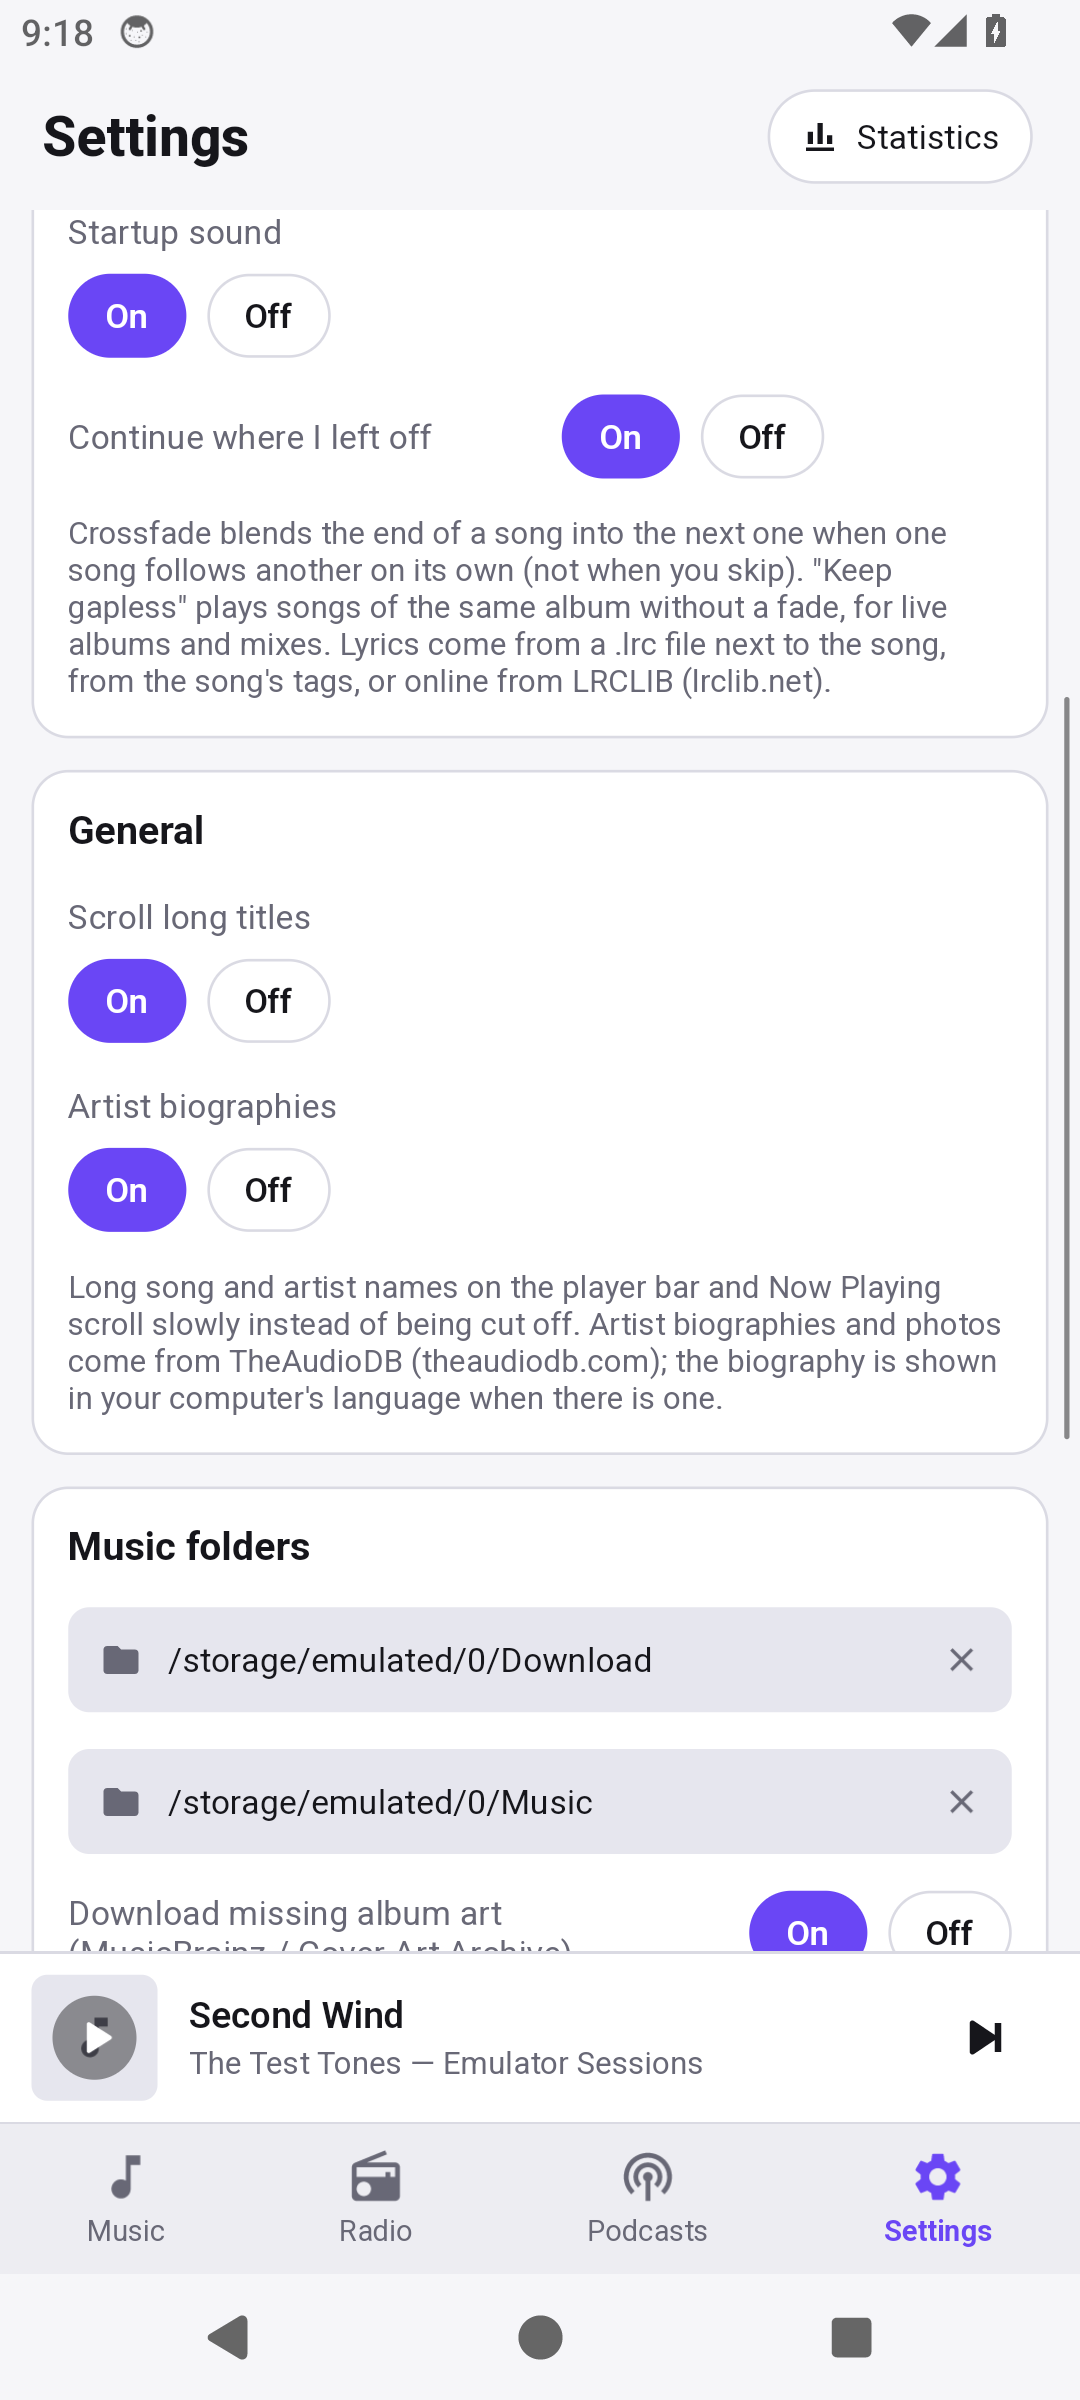 9:18
Settings
Statistics
Startup sound
On Off
Continue where I left off On Off
Crossfade blends the end of a song into the next one when one
song follows another on its own (not when you skip). "Keep
gapless" plays songs of the same album without a fade, for live
albums and mixes. Lyrics come from a .lrc file next to the song,
from the song's tags, or online from LRCLIB (lrclib.net).
General
Scroll long titles
On Off
Artist biographies
On Off
Long song and artist names on the player bar and Now Playing
scroll slowly instead of being cut off. Artist biographies and photos
come from TheAudioDB (theaudiodb.com); the biography is shown
in your computer's language when there is one.
Music folders
/storage/emulated/0/Download
/storage/emulated/0/Music
Download missing album art On Off
(MusicBrainz / Cover Art Archive)
Second Wind
The Test Tones — Emulator Sessions
Music Radio Podcasts Settings